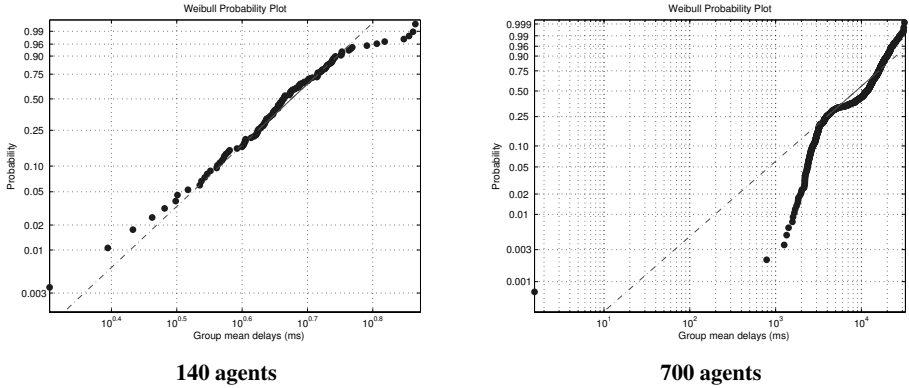 Weibull Probability Plot
0.99
0.96
0.90
0.75
0.50
0.25
0.10
0.05
0.02
0.01
0.003
Probability
10^0.4 10^0.5 10^0.6 10^0.7 10^0.8
Group mean delays (ms)
140 agents
Weibull Probability Plot
0.999
0.99
0.96
0.90
0.75
0.50
0.25
0.10
0.05
0.02
0.01
0.003
0.001
Probability
10^1 10^2 10^3 10^4
Group mean delays (ms)
700 agents